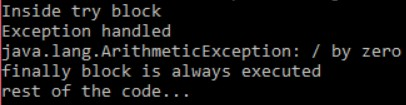 Inside try block
Exception handled
java.lang.ArithmeticException: / by zero
finally block is always executed
rest of the code...